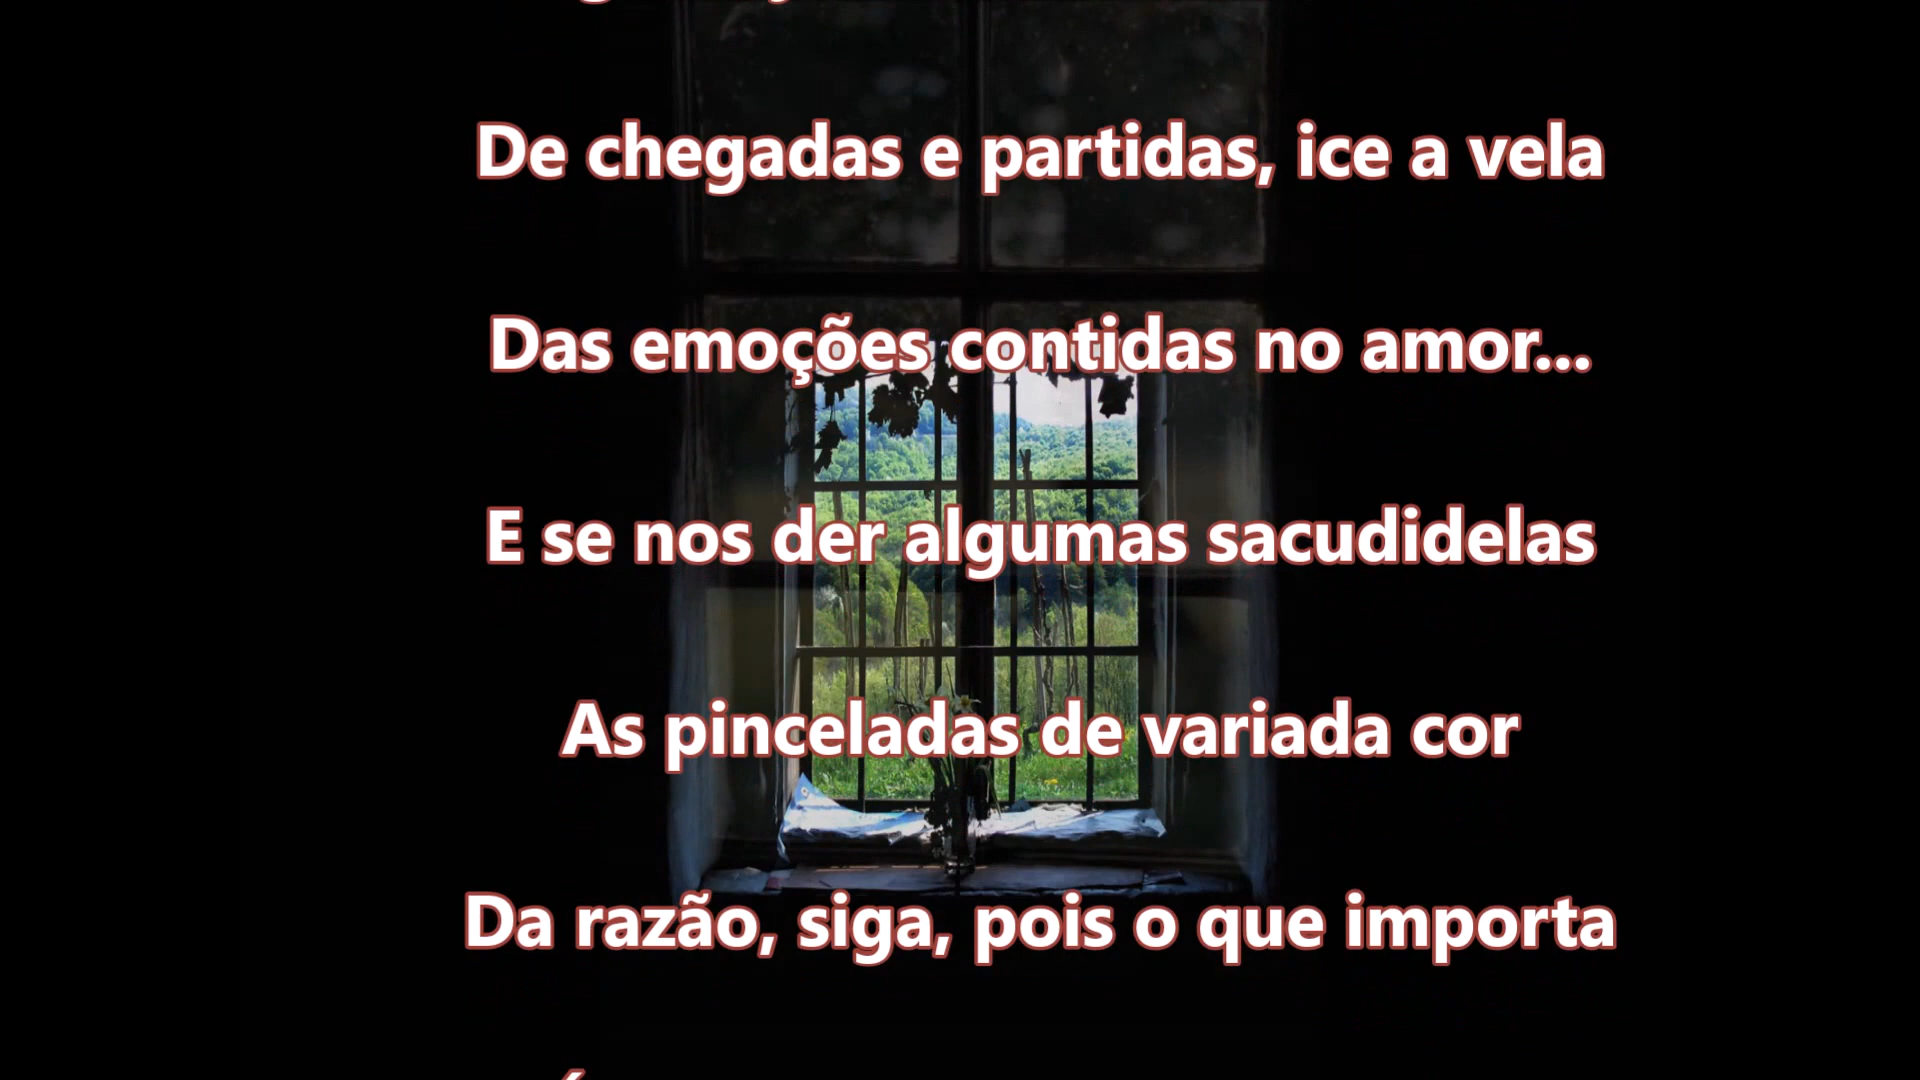 De chegadas e partidas, ice a vela
Das emoções contidas no amor...
E se nos der algumas sacudidelas
As pinceladas de variada cor
Da razão, siga, pois o que importa